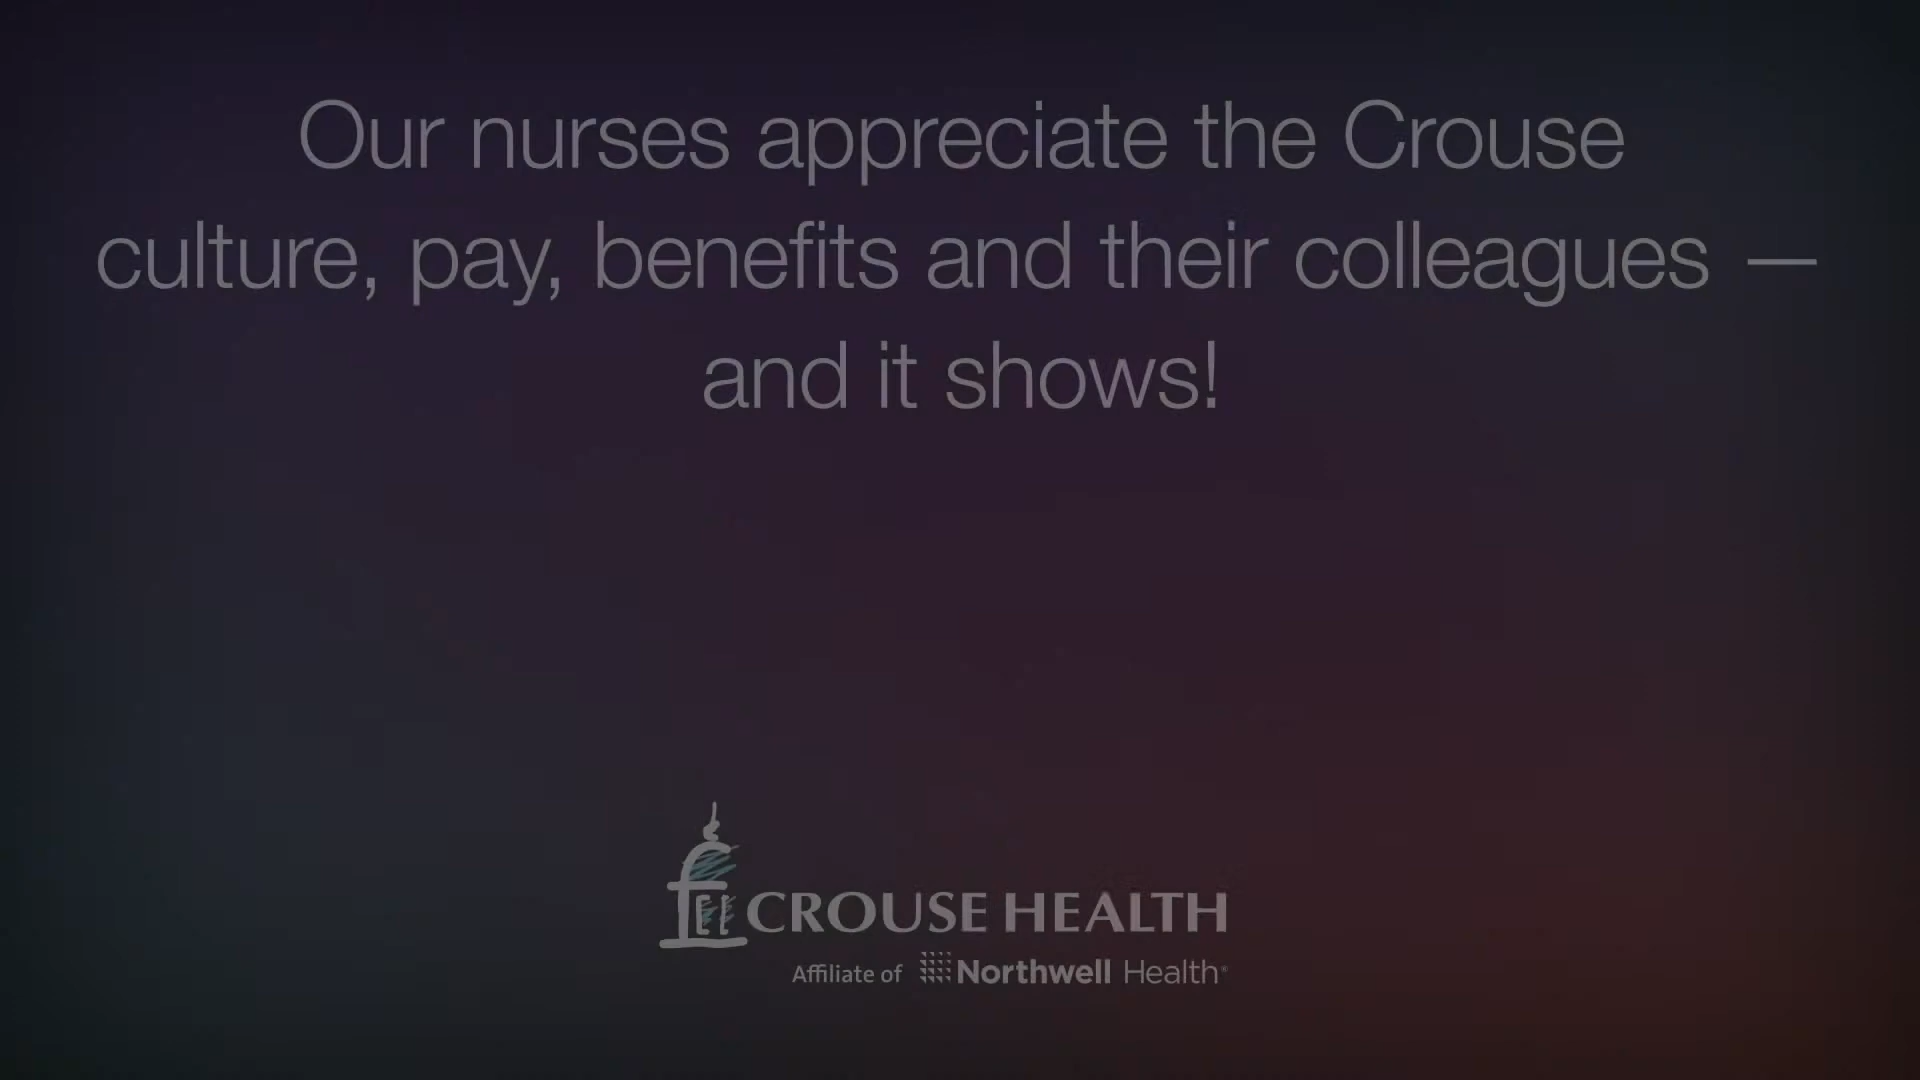 Our nurses appreciate the Crouse
culture, pay, benefits and their colleagues —
and it shows!
CROUSE HEALTH
Affiliate of Northwell Health®